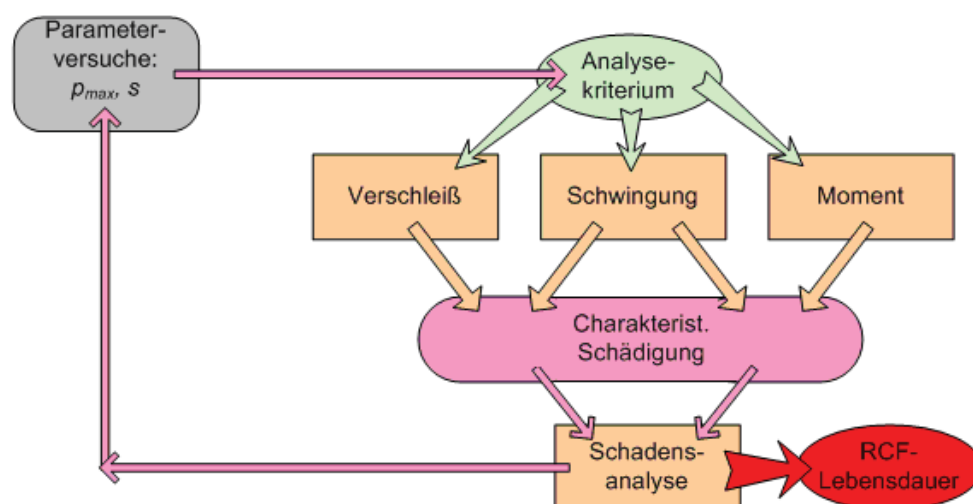 Parameter-
versuche:
pmax, s
Analyse-
kriterium
Verschleiß
Schwingung
Moment
Charakterist.
Schädigung
Schadens-
analyse
RCF-
Lebensdauer